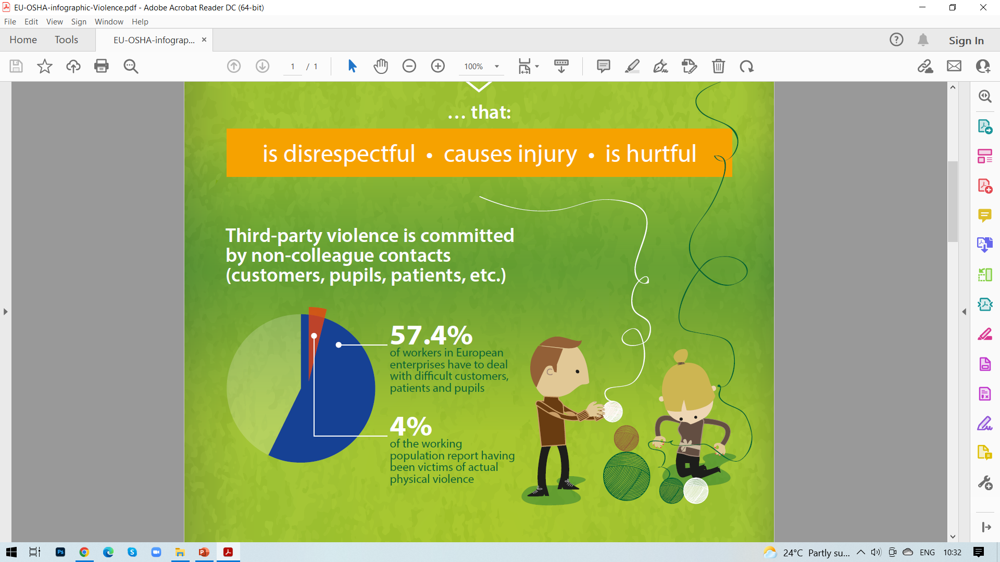 EU-OSHA-infographic-Violence.pdf - Adobe Acrobat Reader DC (64-bit)
File Edit View Sign Window Help
Home Tools EU-OSHA-infograp... × Sign In
1 / 1 100%
... that:
is disrespectful • causes injury • is hurtful
Third-party violence is committed
by non-colleague contacts
(customers, pupils, patients, etc.)
57.4%
of workers in European
enterprises have to deal
with difficult customers,
patients and pupils
4%
of the working
population report having
been victims of actual
physical violence
Ps
24°C Partly su... ENG 10:32